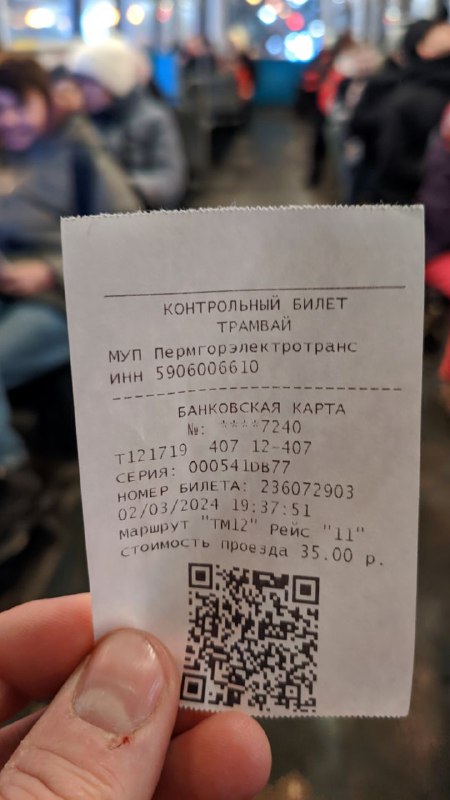 КОНТРОЛЬНЫЙ БИЛЕТ
ТРАМВАЙ
МУП Пермгорэлектротранс
ИНН 5906006610
БАНКОВСКАЯ КАРТА
№: ****7240
Т121719 407 12-407
СЕРИЯ: 000541DB77
НОМЕР БИЛЕТА: 236072903
02/03/2024 19:37:51
маршрут "ТМ12" Рейс "11"
стоимость проезда 35.00 р.